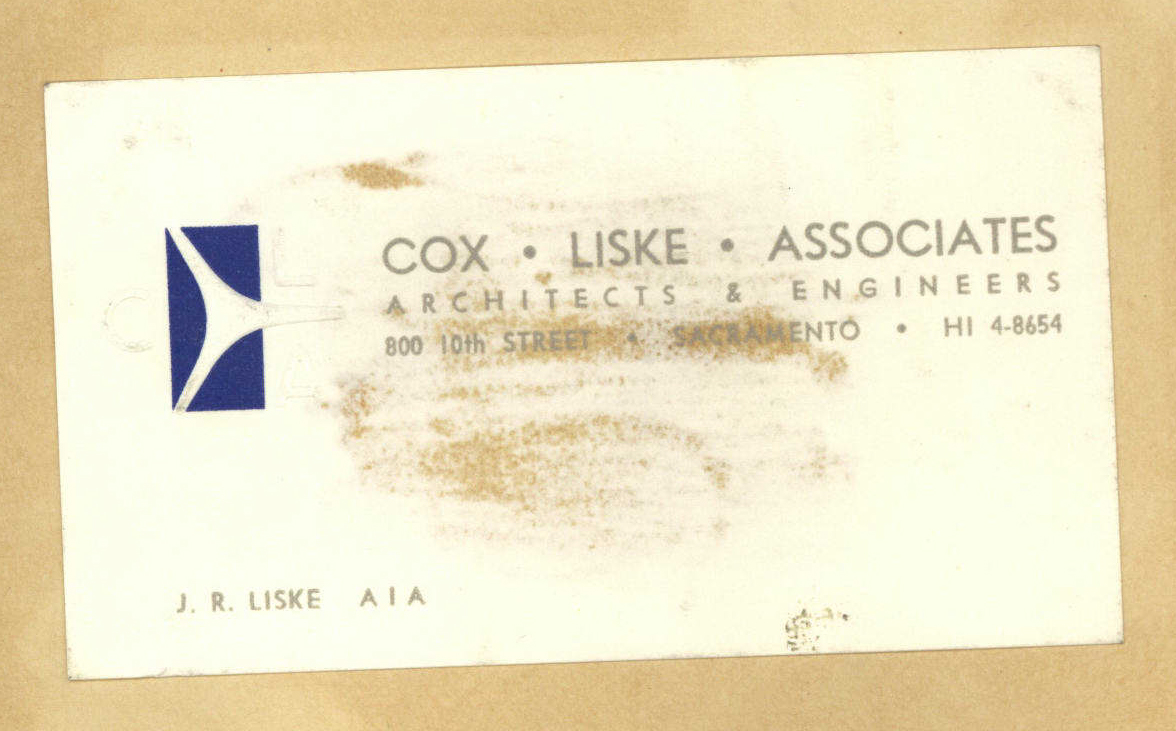 COX • LISKE • ASSOCIATES
ARCHITECTS & ENGINEERS
800 10th STREET • SACRAMENTO • HI 4-8654
C
L
A
J. R. LISKE AIA